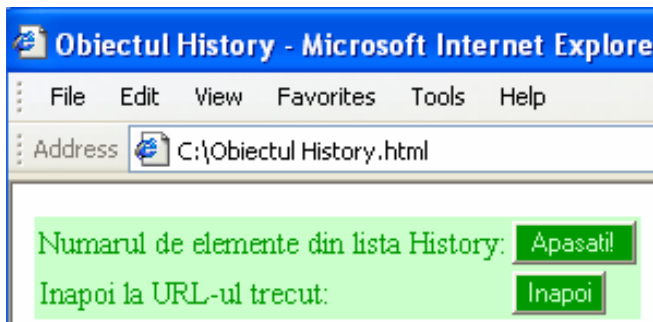 Obiectul History - Microsoft Internet Explore
File Edit View Favorites Tools Help
Address C:\Obiectul History.html
Numarul de elemente din lista History: Apasati!
Inapoi la URL-ul trecut: Inapoi